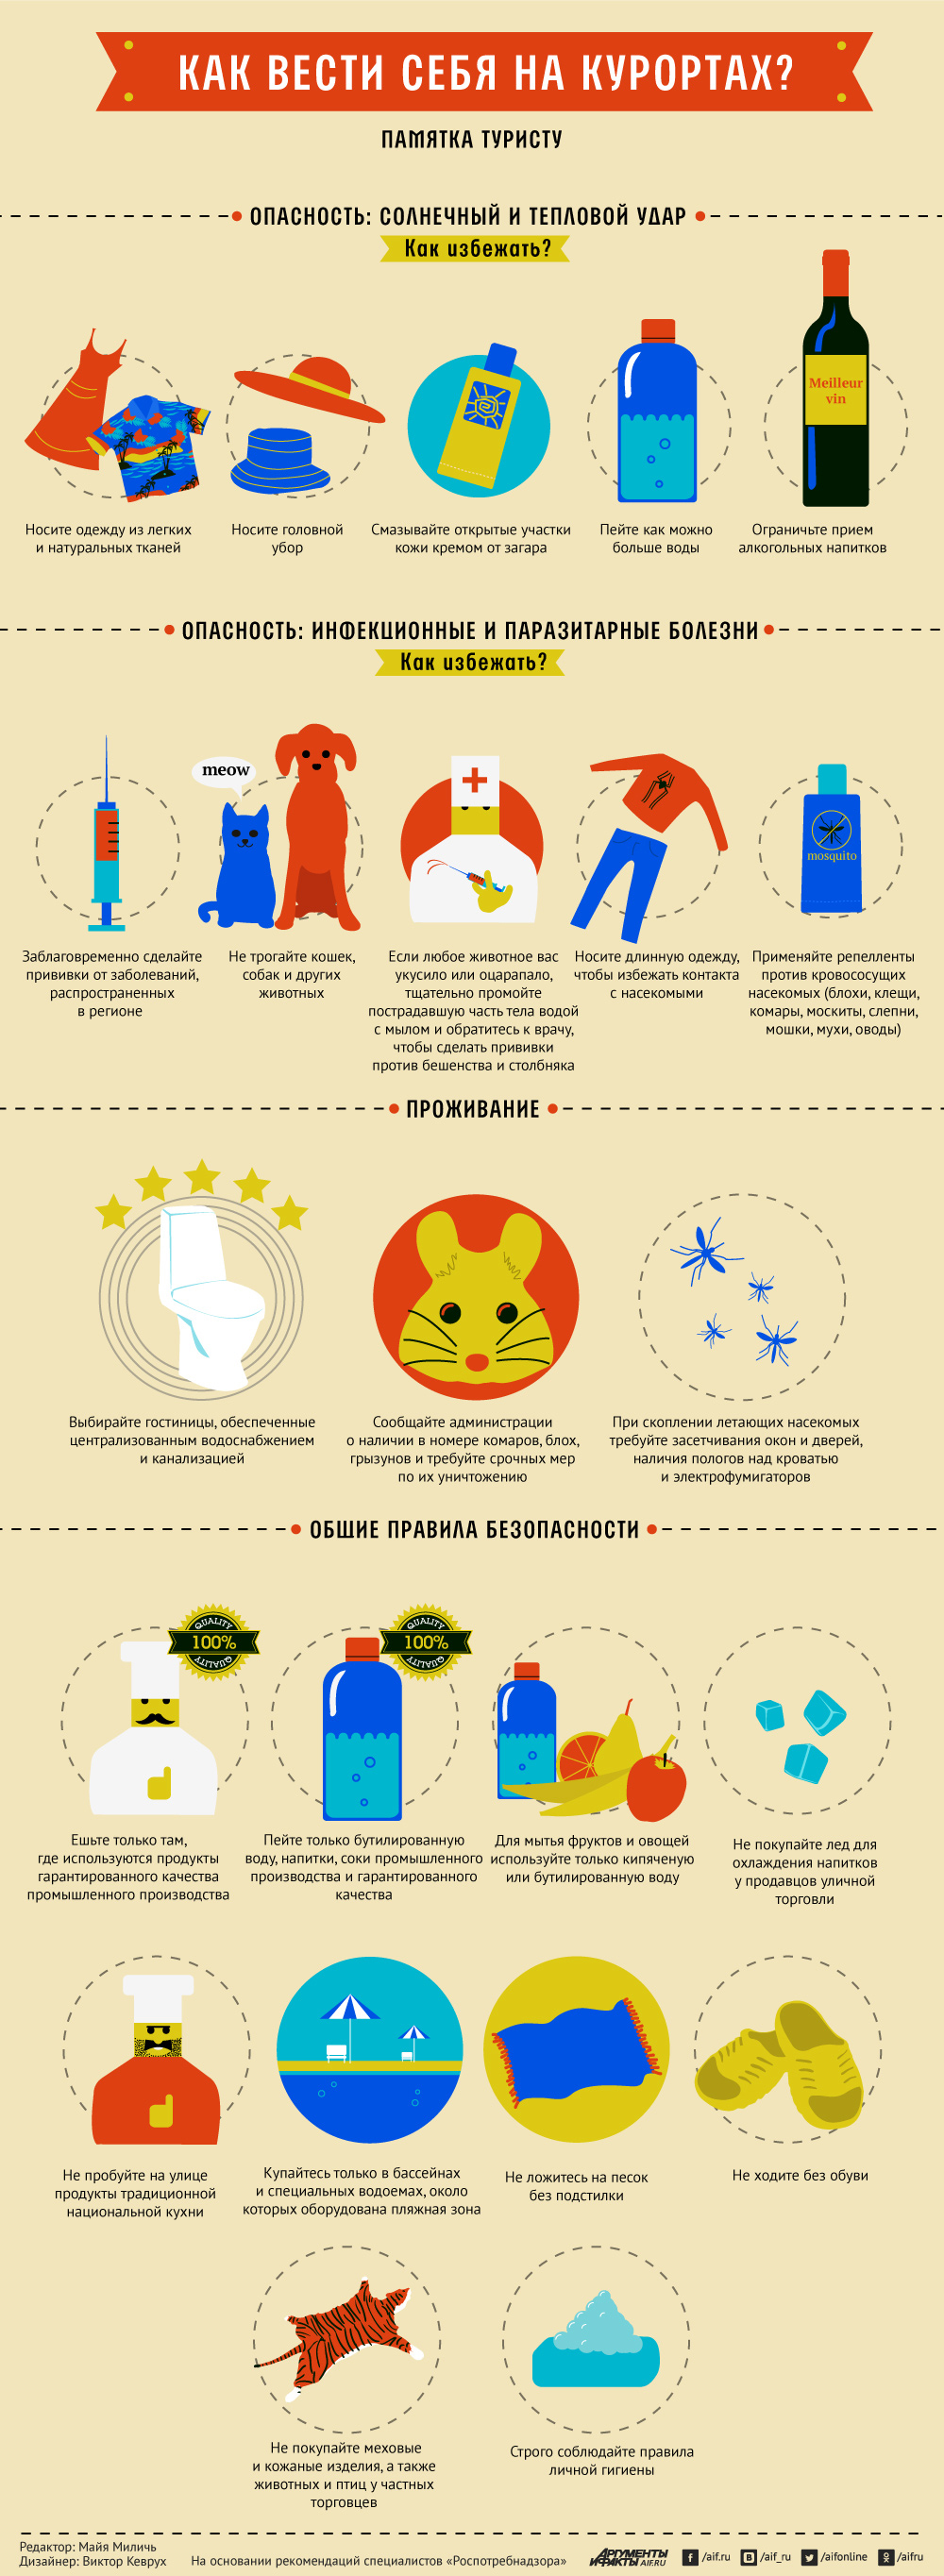 КАК ВЕСТИ СЕБЯ НА КУРОРТАХ?
ПАМЯТКА ТУРИСТУ
ОПАСНОСТЬ: СОЛНЕЧНЫЙ И ТЕПЛОВОЙ УДАР
Как избежать?
Meilleur
vin
Носите одежду из легких
и натуральных тканей
Носите головной
убор
Смазывайте открытые участки
кожи кремом от загара
Пейте как можно
больше воды
Ограничьте прием
алкогольных напитков
ОПАСНОСТЬ: ИНФЕКЦИОННЫЕ И ПАРАЗИТАРНЫЕ БОЛЕЗНИ
Как избежать?
meow
mosquito
Заблаговременно сделайте
прививки от заболеваний,
распространенных
в регионе
Не трогайте кошек,
собак и других
животных
Если любое животное вас
укусило или оцарапало,
тщательно промойте
пострадавшую часть тела водой
с мылом и обратитесь к врачу,
чтобы сделать прививки
против бешенства и столбняка
Носите длинную одежду,
чтобы избежать контакта
с насекомыми
Применяйте репелленты
против кровососущих
насекомых (блохи, клещи,
комары, москиты, слепни,
мошки, мухи, оводы)
ПРОЖИВАНИЕ
Выбирайте гостиницы, обеспеченные
централизованным водоснабжением
и канализацией
Сообщайте администрации
о наличии в номере комаров, блох,
грызунов и требуйте срочных мер
по их уничтожению
При скоплении летающих насекомых
требуйте засетчивания окон и дверей,
наличия пологов над кроватью
и электрофумигаторов
ОБЩИЕ ПРАВИЛА БЕЗОПАСНОСТИ
QUALITY
100%
QUALITY
QUALITY
100%
QUALITY
Ешьте только там,
где используются продукты
гарантированного качества
промышленного производства
Пейте только бутилированную
воду, напитки, соки промышленного
производства и гарантированного
качества
Для мытья фруктов и овощей
используйте только кипяченую
или бутилированную воду
Не покупайте лед для
охлаждения напитков
у продавцов уличной
торговли
Не пробуйте на улице
продукты традиционной
национальной кухни
Купайтесь только в бассейнах
и специальных водоемах, около
которых оборудована пляжная зона
Не ложитесь на песок
без подстилки
Не ходите без обуви
Не покупайте меховые
и кожаные изделия, а также
животных и птиц у частных
торговцев
Строго соблюдайте правила
личной гигиены
Редактор: Майя Миличь
Дизайнер: Виктор Кеврух
На основании рекомендаций специалистов «Роспотребнадзора»
АРГУМЕНТЫ
И ФАКТЫ AIF.RU
/aif.ru
/aif_ru
/aifonline
/aifru